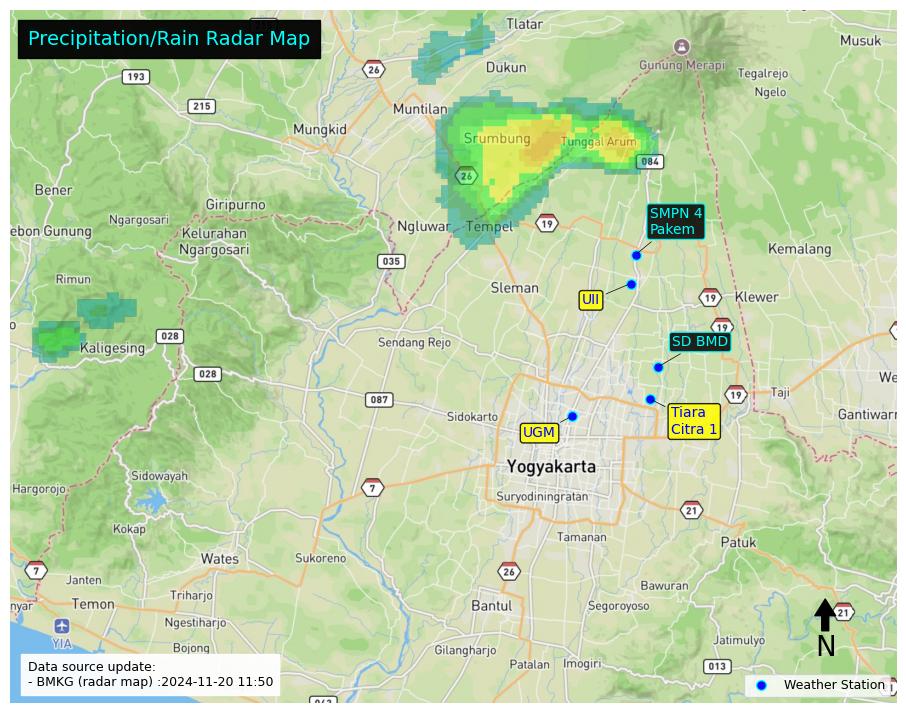 Precipitation/Rain Radar Map
Tlatar
Musuk
26
Dukun
Gunung Merapi
193
Tegalrejo
Ngelo
215
Muntilan
Mungkid
Srumbung
Tunggal Arum
084
26
Bener
Giripurno
SMPN 4
Pakem
Ngargosari
ebon Gunung
Kelurahan
Ngargosari
Ngluwar
Tempel
19
Kemalang
035
Rimun
Sleman
UII
19
Klewer
19
028
Kaligesing
Sendang Rejo
SD BMD
028
We
087
19
Taji
Sidokarto
Tiara
Citra 1
Gantiwarn
UGM
Yogyakarta
Sidowayah
Hargorojo
7
Suryodiningratan
21
Kokap
Tamanan
Patuk
Wates
Sukoreno
7
26
Janten
Bawuran
Triharjo
nyar
Temon
Bantul
Segoroyoso
21
Ngestiharjo
YIA
Jatimulyo
N
Bojong
Gilangharjo
Patalan
Imogiri
013
Data source update:
- BMKG (radar map) :2024-11-20 11:50
Weather Station